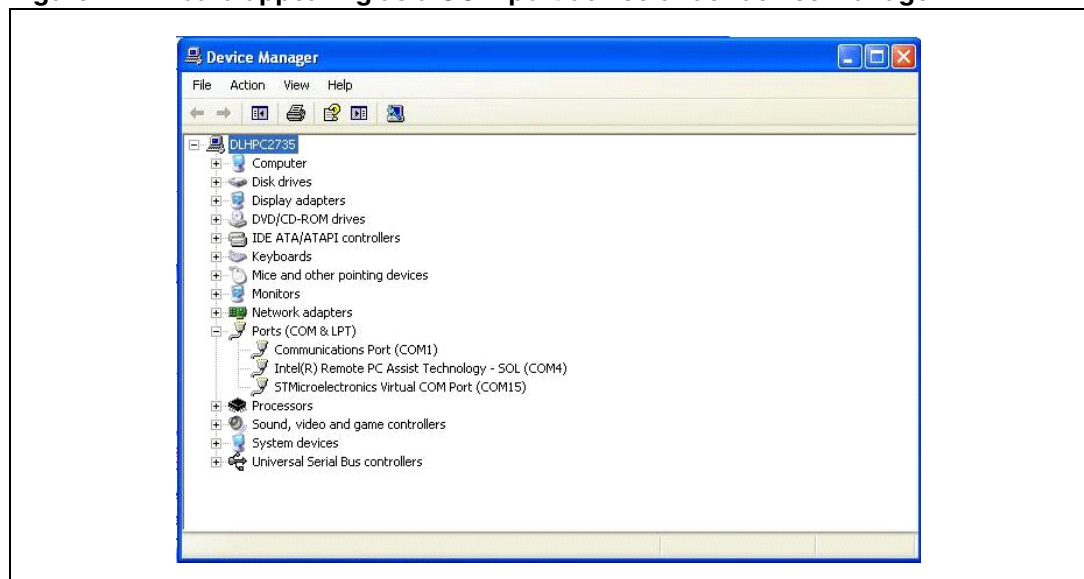 Device Manager
File Action View Help
DLHPC2735
Computer
Disk drives
Display adapters
DVD/CD-ROM drives
IDE ATA/ATAPI controllers
Keyboards
Mice and other pointing devices
Monitors
Network adapters
Ports (COM & LPT)
Communications Port (COM1)
Intel(R) Remote PC Assist Technology - SOL (COM4)
STMicroelectronics Virtual COM Port (COM15)
Processors
Sound, video and game controllers
System devices
Universal Serial Bus controllers